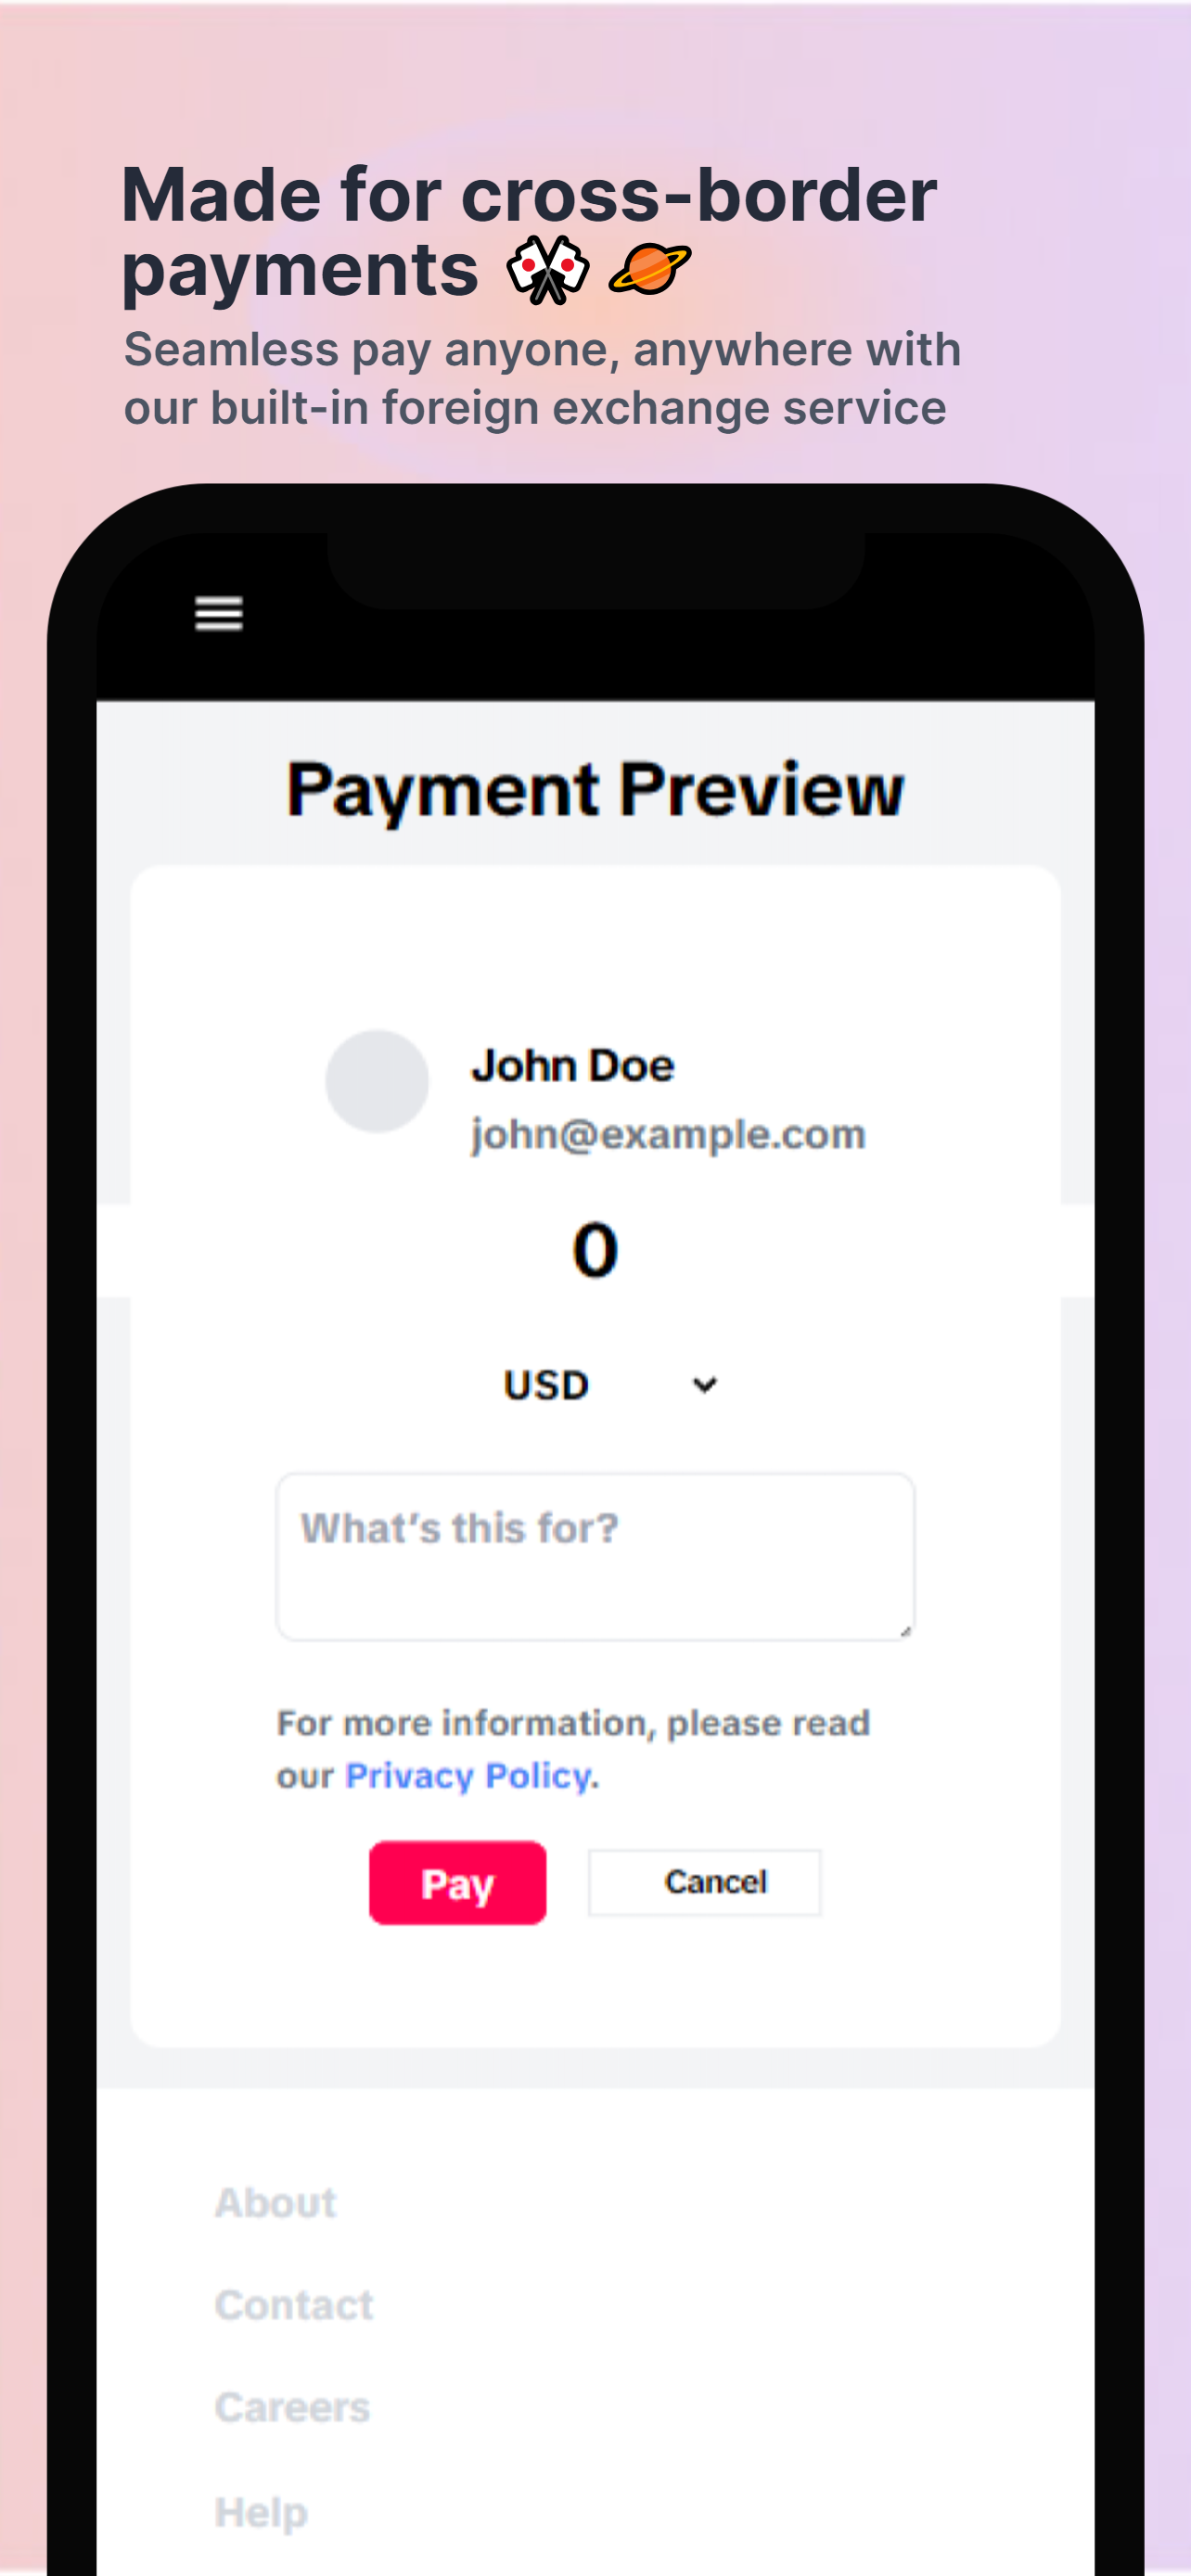 Made for cross-border
payments 🎌 🪐
Seamless pay anyone, anywhere with
our built-in foreign exchange service
Payment Preview
John Doe
john@example.com
0
USD
What's this for?
For more information, please read
our Privacy Policy.
Pay
Cancel
About
Contact
Careers
Help